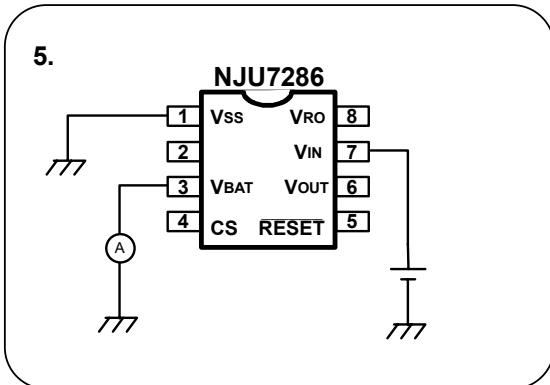 5.
NJU7286
1 VSS VRO 8
2 VIN 7
3 VBAT VOUT 6
4 CS RESET 5
A